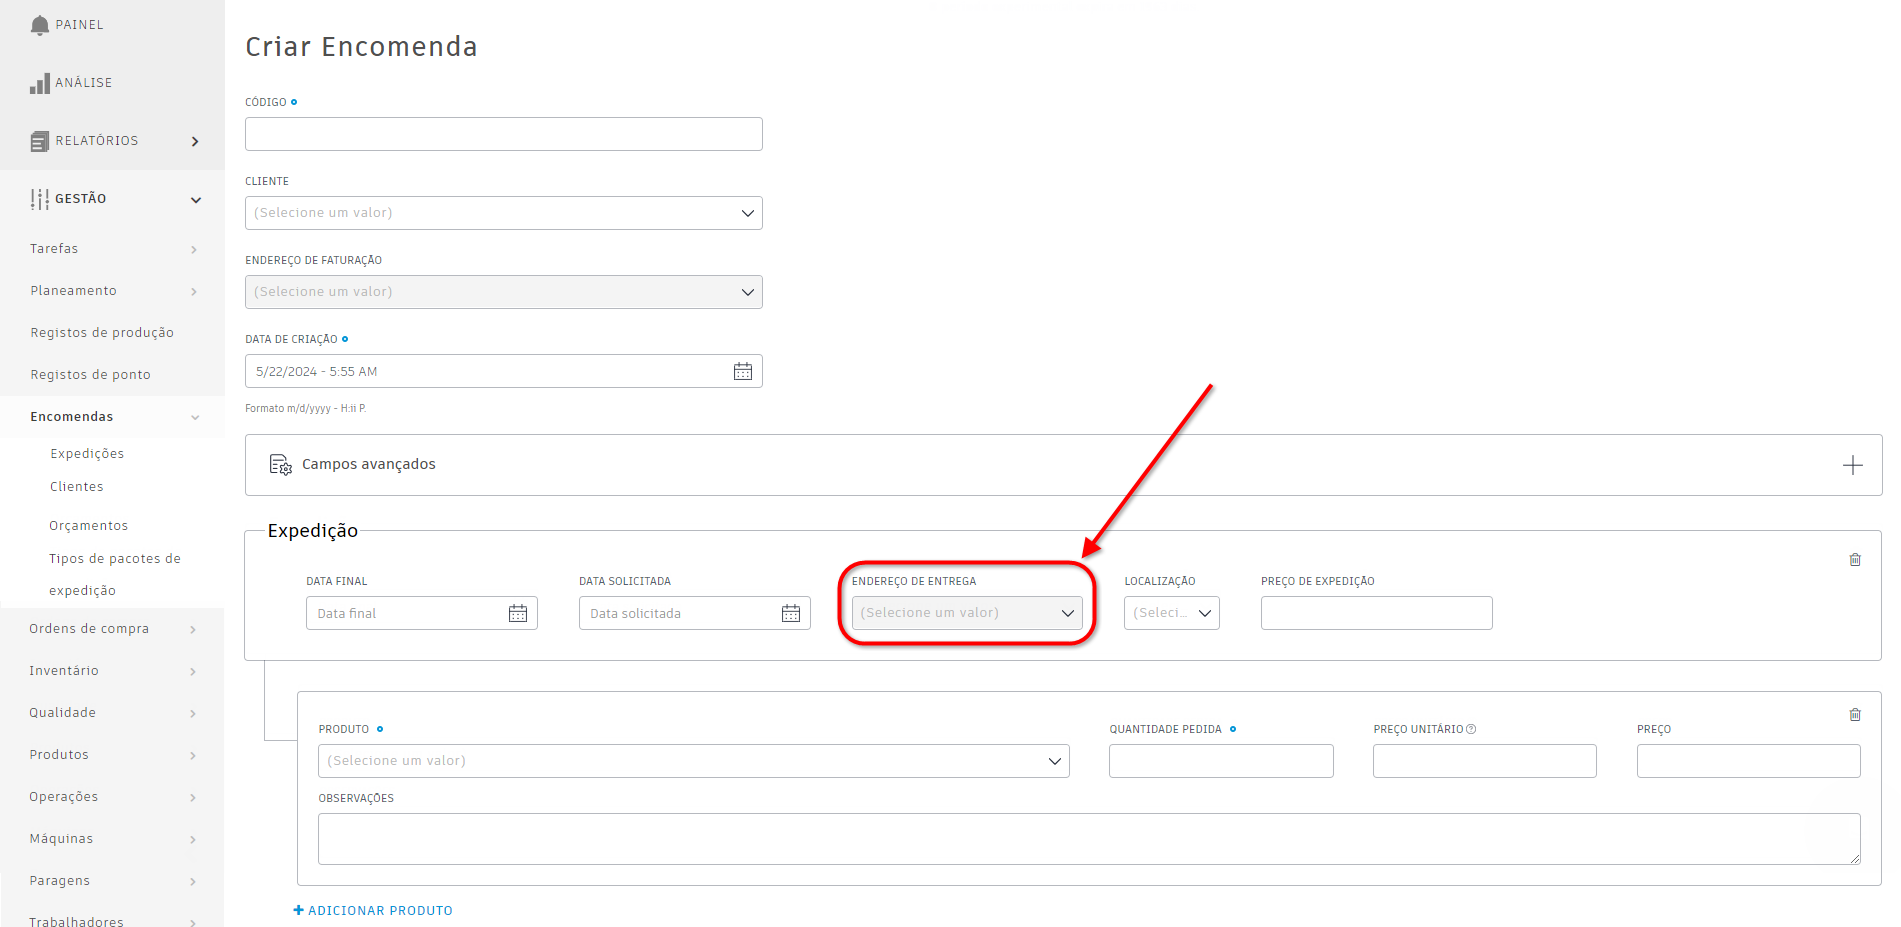 PAINEL
ANÁLISE
RELATÓRIOS
GESTÃO
Tarefas
Planeamento
Registos de produção
Registos de ponto
Encomendas
Expedições
Clientes
Orçamentos
Tipos de pacotes de
expedição
Ordens de compra
Inventário
Qualidade
Produtos
Operações
Máquinas
Paragens
Trabalhadores
Criar Encomenda
CÓDIGO
CLIENTE
(Selecione um valor)
ENDEREÇO DE FATURAÇÃO
(Selecione um valor)
DATA DE CRIAÇÃO
5/22/2024 - 5:55 AM
Formato m/d/yyyy - H:ii P.
Campos avançados
Expedição
DATA FINAL DATA SOLICITADA ENDEREÇO DE ENTREGA LOCALIZAÇÃO PREÇO DE EXPEDIÇÃO
Data final Data solicitada (Selecione um valor) (Seleci...
PRODUTO QUANTIDADE PEDIDA PREÇO UNITÁRIO PREÇO
(Selecione um valor)
OBSERVAÇÕES
+ ADICIONAR PRODUTO